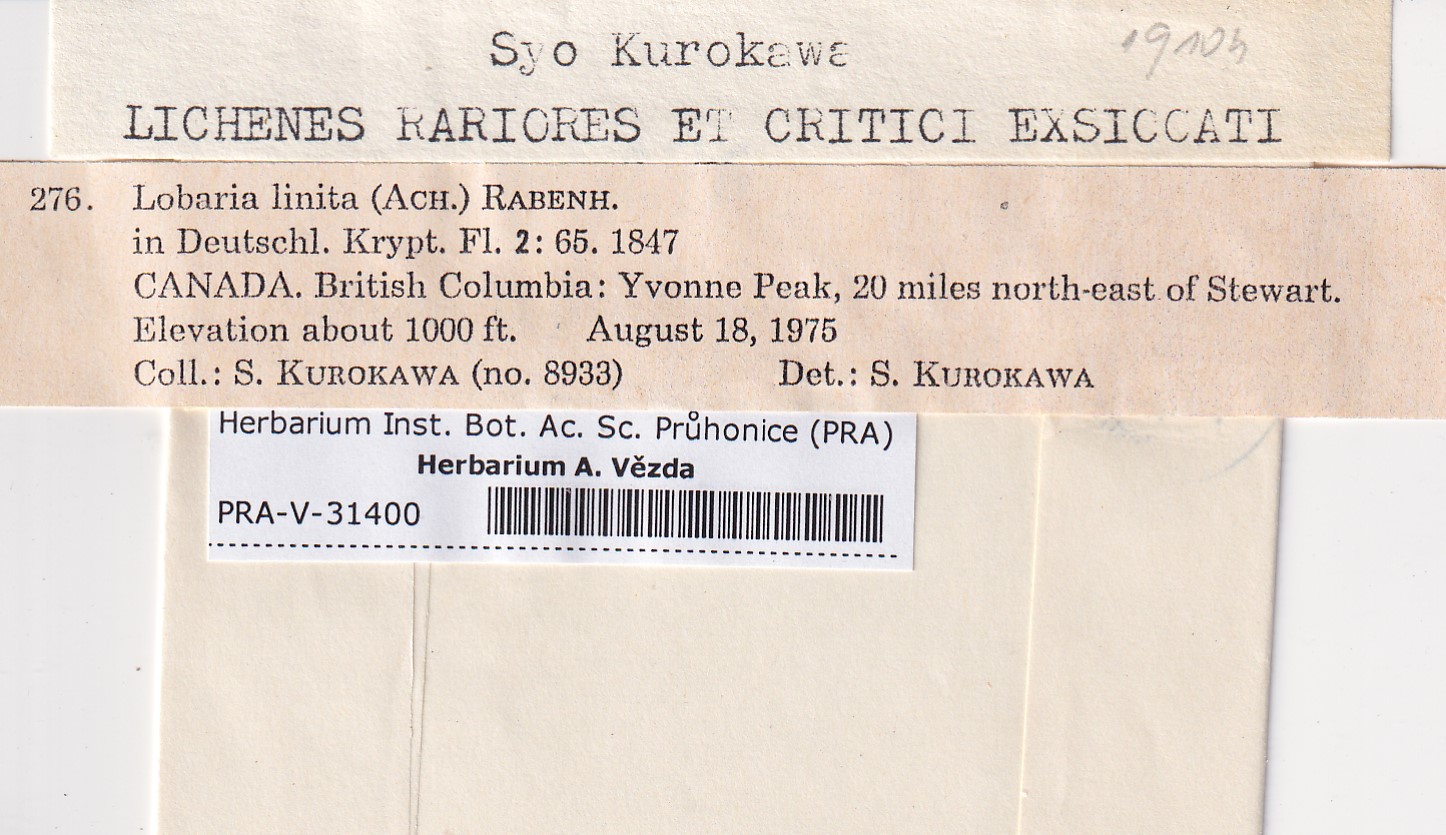 Syo Kurokawa
LICHENES RARIORES ET CRITICI EXSICCATI
276. Lobaria linita (ACH.) RABENH.
in Deutschl. Krypt. Fl. 2: 65. 1847
CANADA. British Columbia: Yvonne Peak, 20 miles north-east of Stewart.
Elevation about 1000 ft. August 18, 1975
Coll.: S. KUROKAWA (no. 8933) Det.: S. KUROKAWA
Herbarium Inst. Bot. Ac. Sc. Průhonice (PRA)
Herbarium A. Vězda
PRA-V-31400